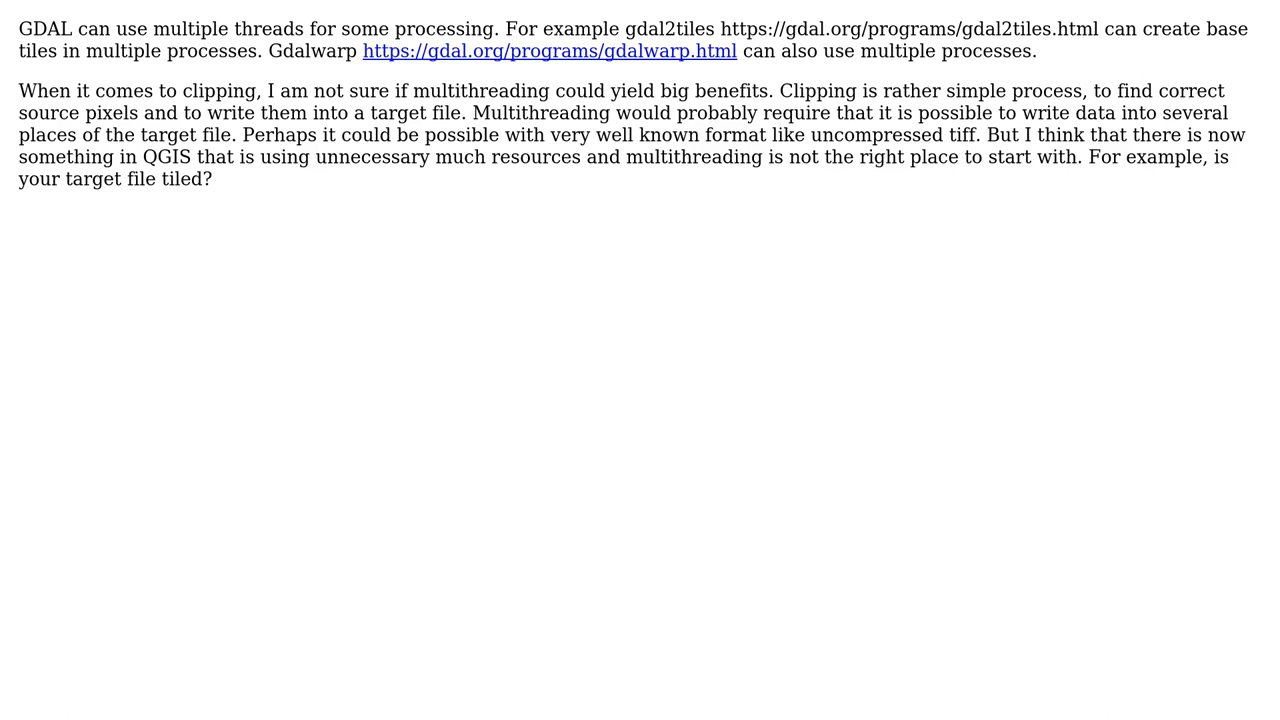 GDAL can use multiple threads for some processing. For example gdal2tiles https://gdal.org/programs/gdal2tiles.html can create base
tiles in multiple processes. Gdalwarp https://gdal.org/programs/gdalwarp.html can also use multiple processes.
When it comes to clipping, I am not sure if multithreading could yield big benefits. Clipping is rather simple process, to find correct
source pixels and to write them into a target file. Multithreading would probably require that it is possible to write data into several
places of the target file. Perhaps it could be possible with very well known format like uncompressed tiff. But I think that there is now
something in QGIS that is using unnecessary much resources and multithreading is not the right place to start with. For example, is
your target file tiled?